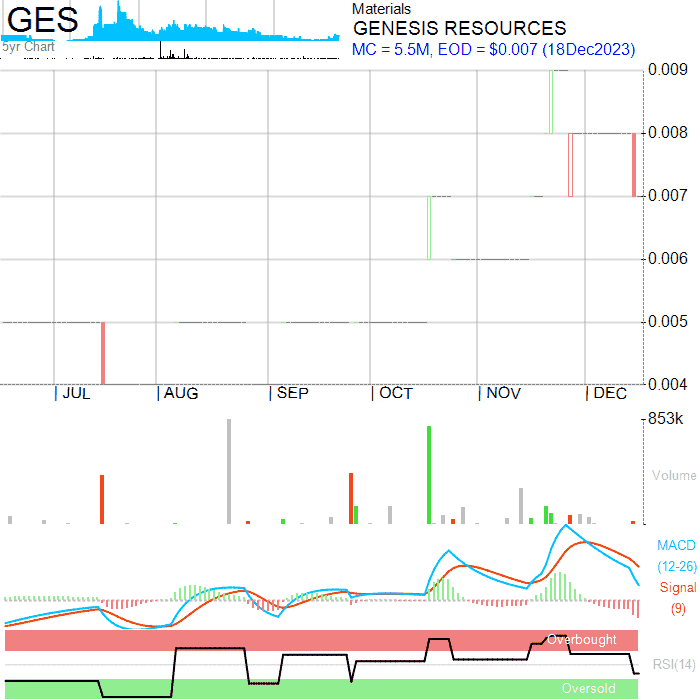 GES
5yr Chart
Materials
GENESIS RESOURCES
MC = 5.5M, EOD = $0.007 (18Dec2023)
0.009
0.008
0.007
0.006
0.005
0.004
JUL
AUG
SEP
OCT
NOV
DEC
853k
Volume
MACD
(12-26)
Signal
(9)
Overbought
RSI(14)
Oversold